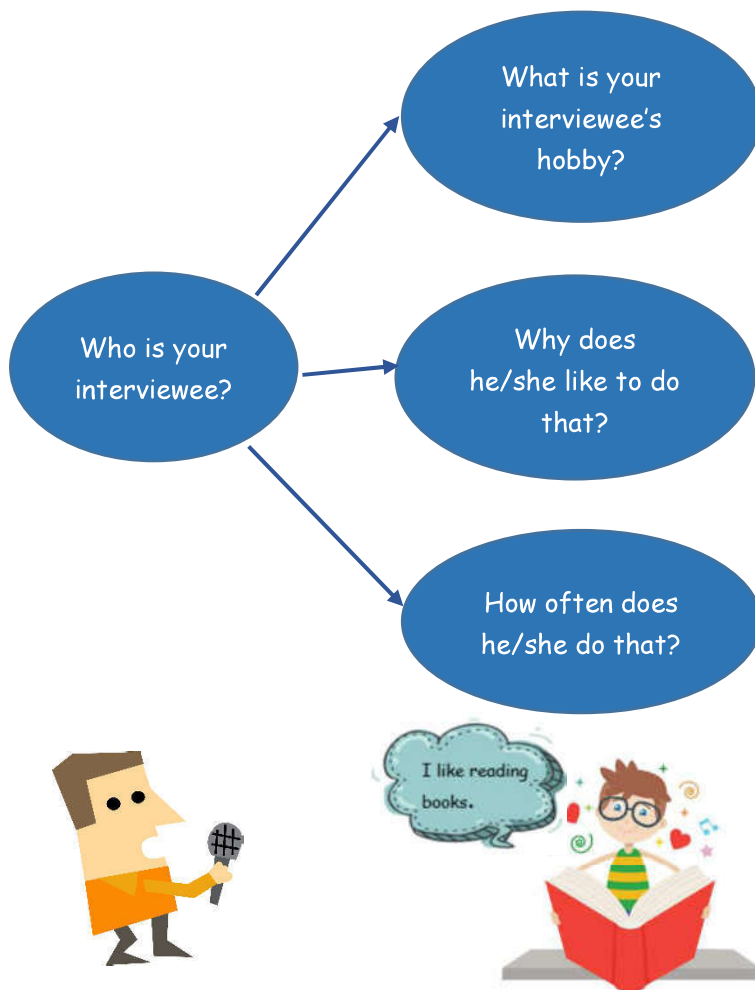 What is your
interviewee's
hobby?
Who is your
interviewee?
Why does
he/she like to do
that?
How often does
he/she do that?
I like reading
books.